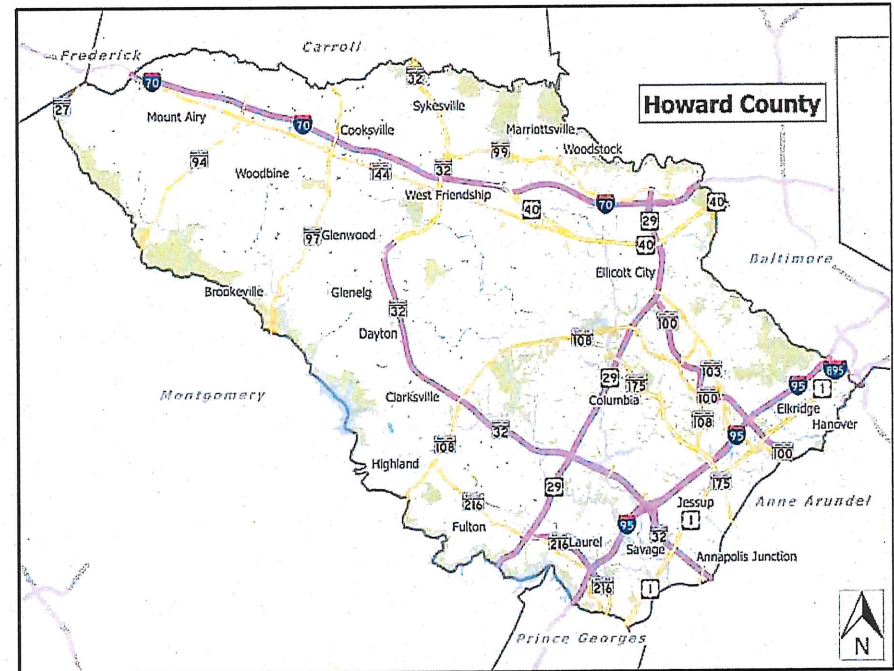 Frederick
Carroll
Howard County
70
32
27
Sykesville
Mount Airy
70
Cooksville
Marriottsville
94
99
Woodstock
Woodbine
144
32
West Friendship
70
40
40
29
97
Glenwood
40
Ellicott City
Baltimore
Brookeville
Glenelg
32
100
Dayton
108
103
895
29
175
95
1
Montgomery
Clarksville
Columbia
100
Elkridge
108
Hanover
32
95
108
100
Highland
175
29
Anne Arundel
216
Jessup
Fulton
95
1
216
Laurel
32
Savage
Annapolis Junction
216
1
Prince Georges
N